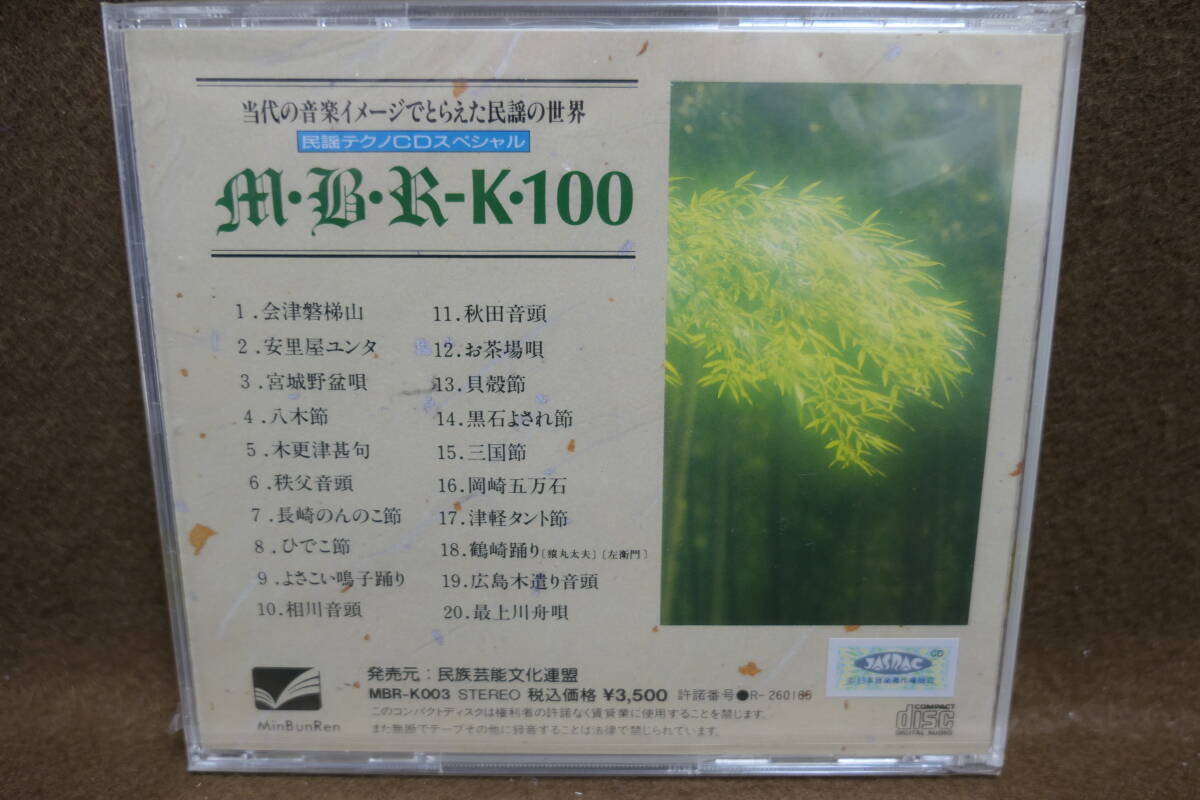 当代の音楽イメージでとらえた民謡の世界
民謡テクノCDスペシャル
M・B・R-K・100
1.会津磐梯山
2.安里屋ユンタ
3.宮城野盆唄
4.八木節
5.木更津甚句
6.秩父音頭
7.長崎のんのこ節
8.ひでこ節
9.よさこい鳴子踊り
10.相川音頭
11.秋田音頭
12.お茶場唄
13.貝殻節
14.黒石よされ節
15.三国節
16.岡崎五万石
17.津軽タント節
18.鶴崎踊り〔猿丸太夫〕〔左衛門〕
19.広島木遣り音頭
20.最上川舟唄
MinBunRen
発売元：民族芸能文化連盟
MBR-K003 STEREO 税込価格 ¥3,500 許諾番号●R-260185
このコンパクトディスクは権利者の許諾なく賃貸業に使用することを禁じます。
また無断でテープその他に録音することは法律で禁じられています。
CD
JASRAC
COMPACT
disc
DIGITAL AUDIO